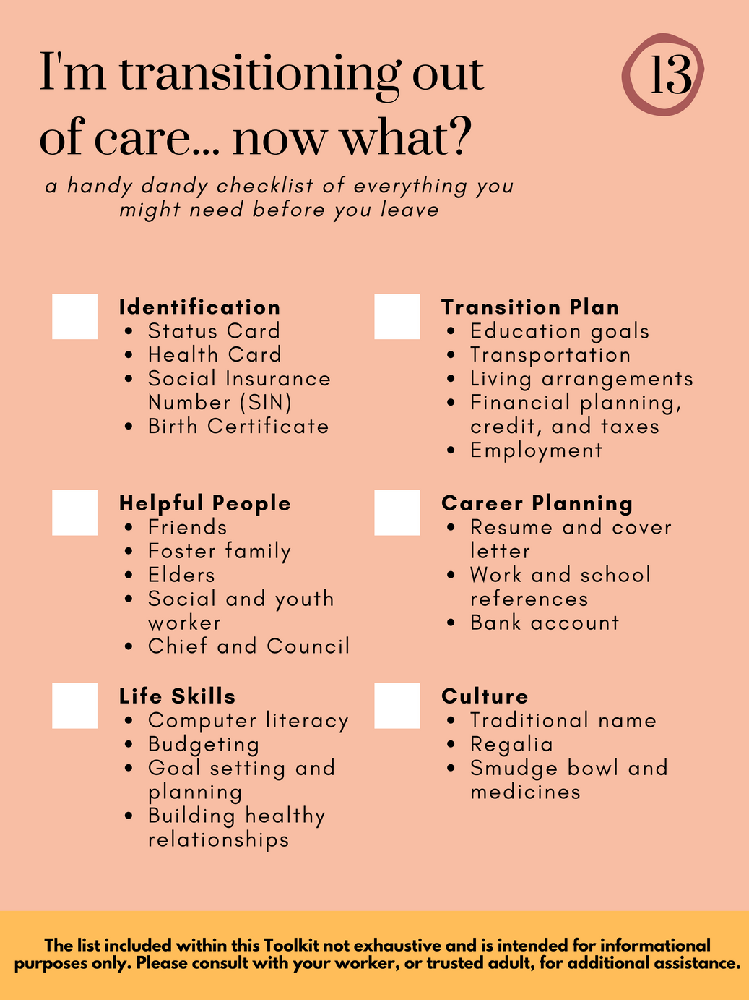 I'm transitioning out
of care... now what?
13
a handy dandy checklist of everything you
might need before you leave
Identification
• Status Card
• Health Card
• Social Insurance
Number (SIN)
• Birth Certificate
Transition Plan
• Education goals
• Transportation
• Living arrangements
• Financial planning,
credit, and taxes
• Employment
Helpful People
• Friends
• Foster family
• Elders
• Social and youth
worker
• Chief and Council
Career Planning
• Resume and cover
letter
• Work and school
references
• Bank account
Life Skills
• Computer literacy
• Budgeting
• Goal setting and
planning
• Building healthy
relationships
Culture
• Traditional name
• Regalia
• Smudge bowl and
medicines
The list included within this Toolkit not exhaustive and is intended for informational
purposes only. Please consult with your worker, or trusted adult, for additional assistance.